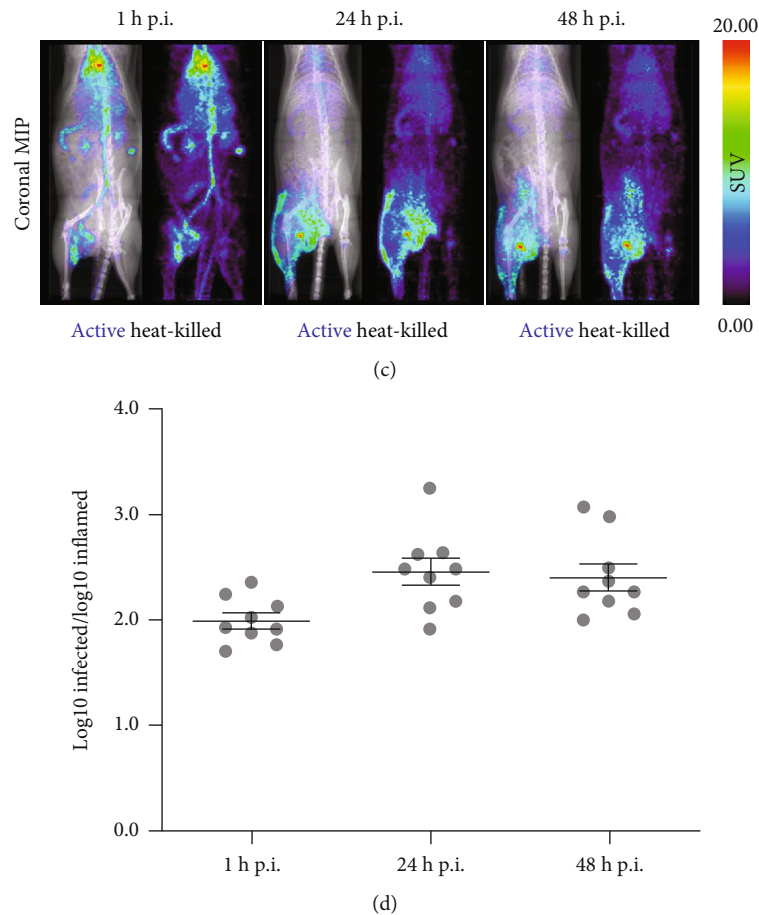 1 h p.i. 24 h p.i. 48 h p.i. 20.00
Coronal MIP
SUV
Active heat-killed Active heat-killed Active heat-killed 0.00
(c)
4.0
3.0
2.0
1.0
0.0
Log10 infected/log10 inflamed
1 h p.i. 24 h p.i. 48 h p.i.
(d)